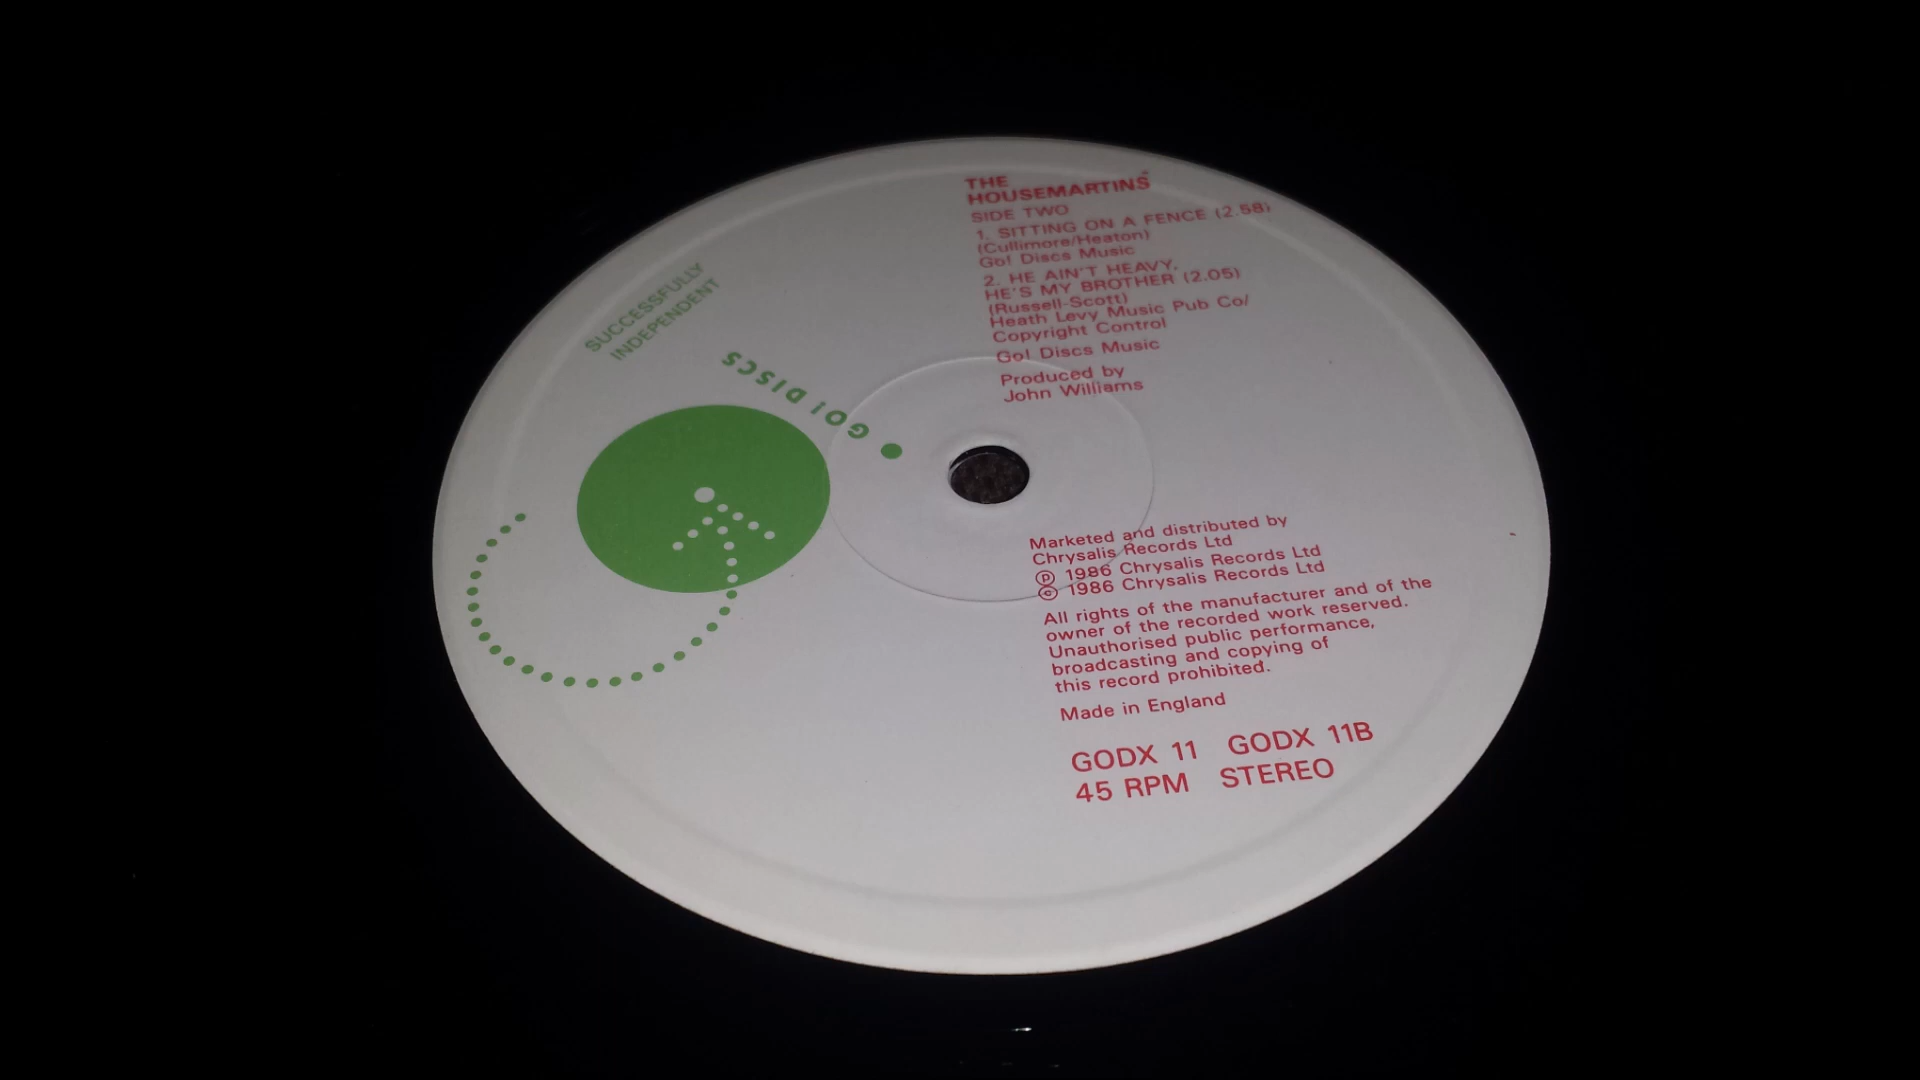 SUCCESSFULLY
INDEPENDENT
GO! DISCS
THE
HOUSEMARTINS
SIDE TWO
1. SITTING ON A FENCE (2.58)
(Cullimore/Heaton)
Go! Discs Music
2. HE AIN'T HEAVY,
HE'S MY BROTHER (2.05)
(Russell-Scott)
Heath Levy Music Pub Co/
Copyright Control
Go! Discs Music
Produced by
John Williams
Marketed and distributed by
Chrysalis Records Ltd
℗ 1986 Chrysalis Records Ltd
© 1986 Chrysalis Records Ltd
All rights of the manufacturer and of the
owner of the recorded work reserved.
Unauthorised public performance,
broadcasting and copying of
this record prohibited.
Made in England
GODX 11 GODX 11B
45 RPM STEREO